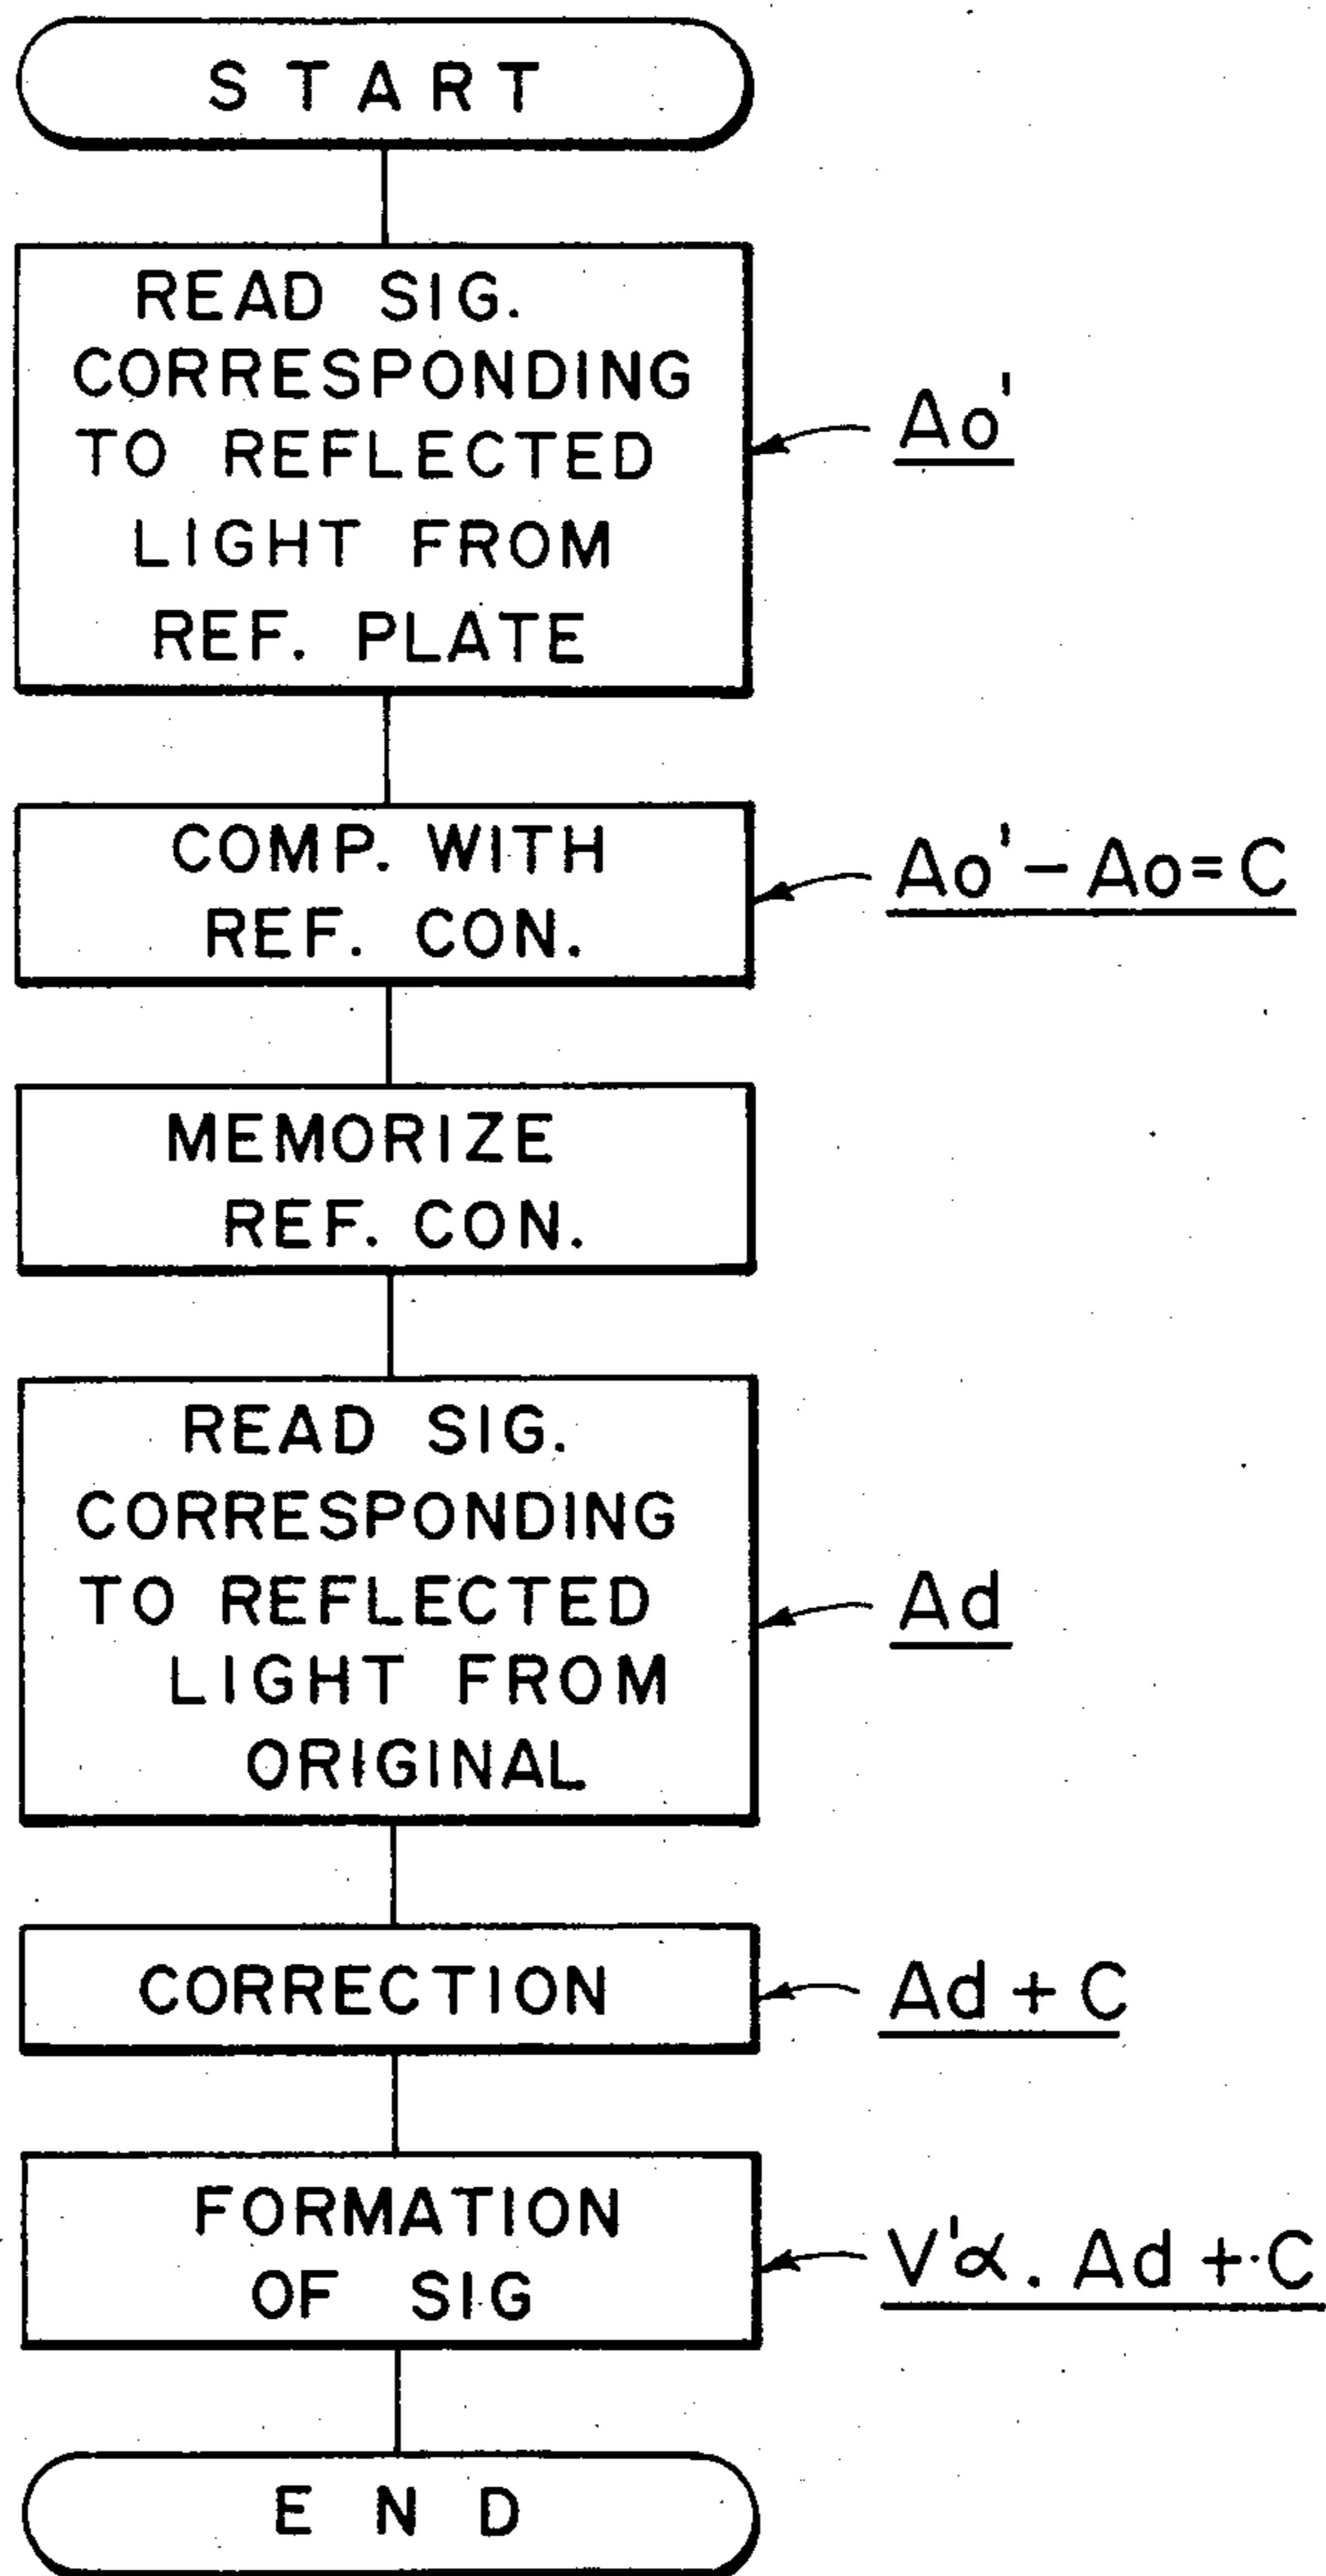 START
READ SIG.
CORRESPONDING
TO REFLECTED
LIGHT FROM
REF. PLATE
Ao'
COMP. WITH
REF. CON.
Ao' - Ao = C
MEMORIZE
REF. CON.
READ SIG.
CORRESPONDING
TO REFLECTED
LIGHT FROM
ORIGINAL
Ad
CORRECTION
Ad + C
FORMATION
OF SIG
V'α. Ad + C
END